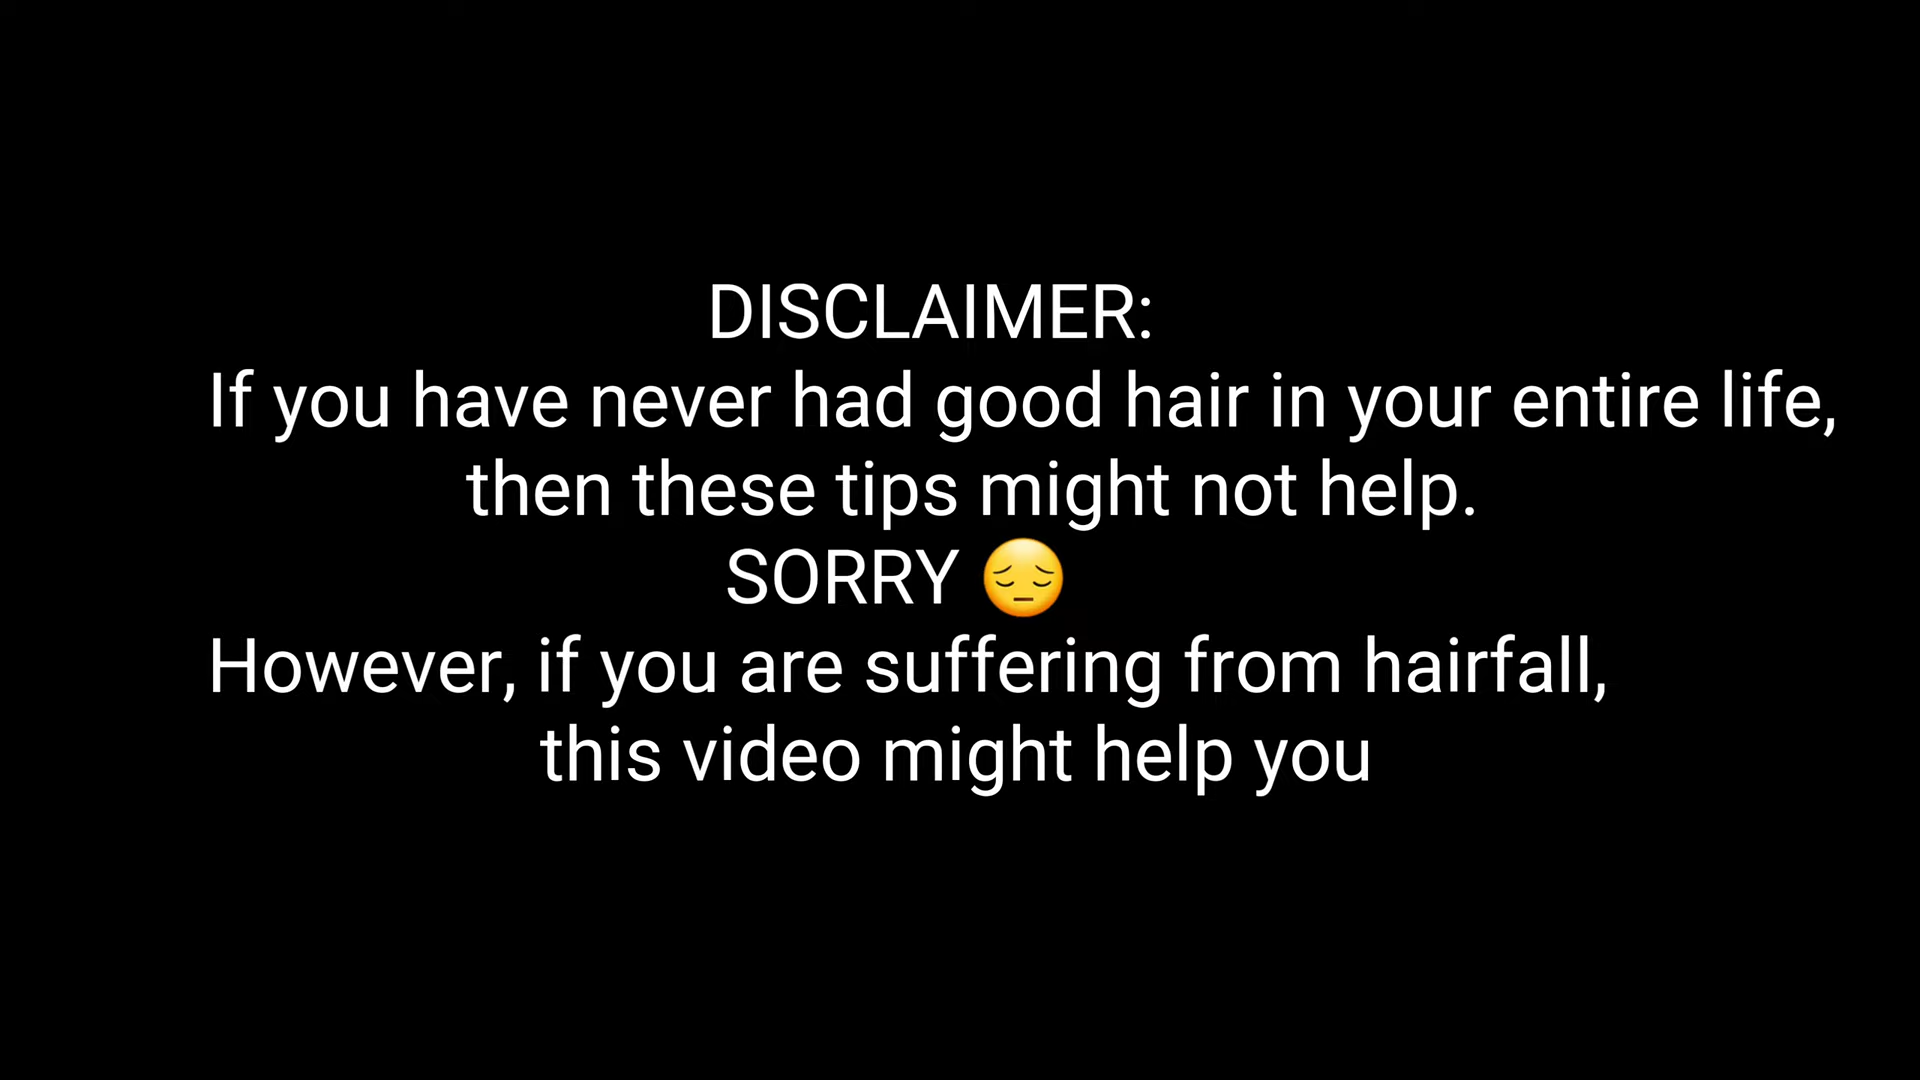 DISCLAIMER:
If you have never had good hair in your entire life,
then these tips might not help.
SORRY 😔
However, if you are suffering from hairfall,
this video might help you